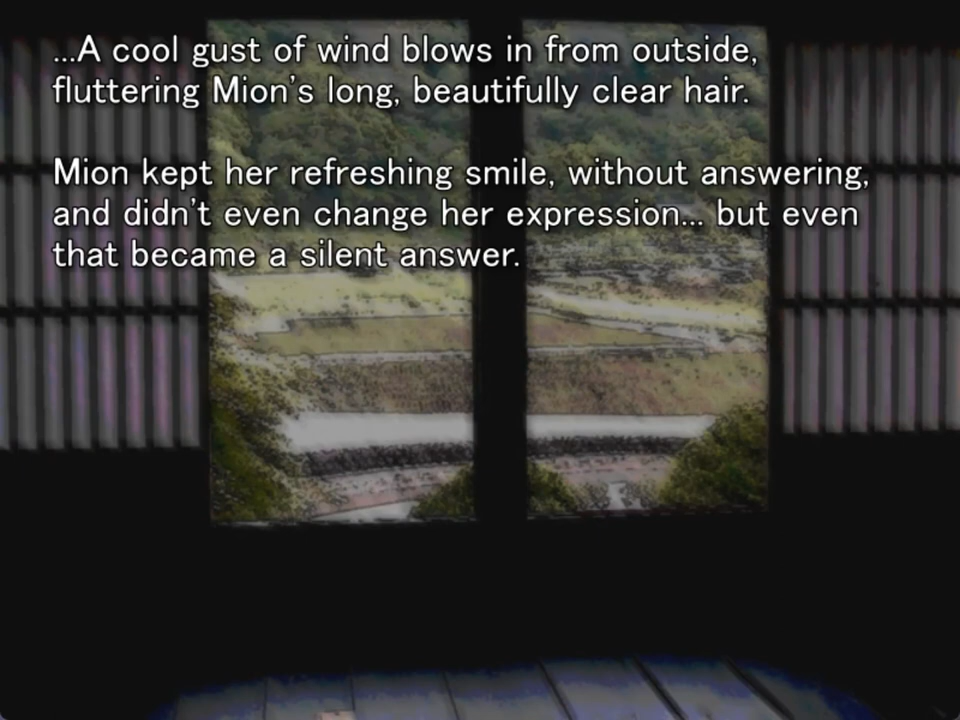 ...A cool gust of wind blows in from outside,
fluttering Mion's long, beautifully clear hair.
Mion kept her refreshing smile, without answering,
and didn't even change her expression... but even
that became a silent answer.